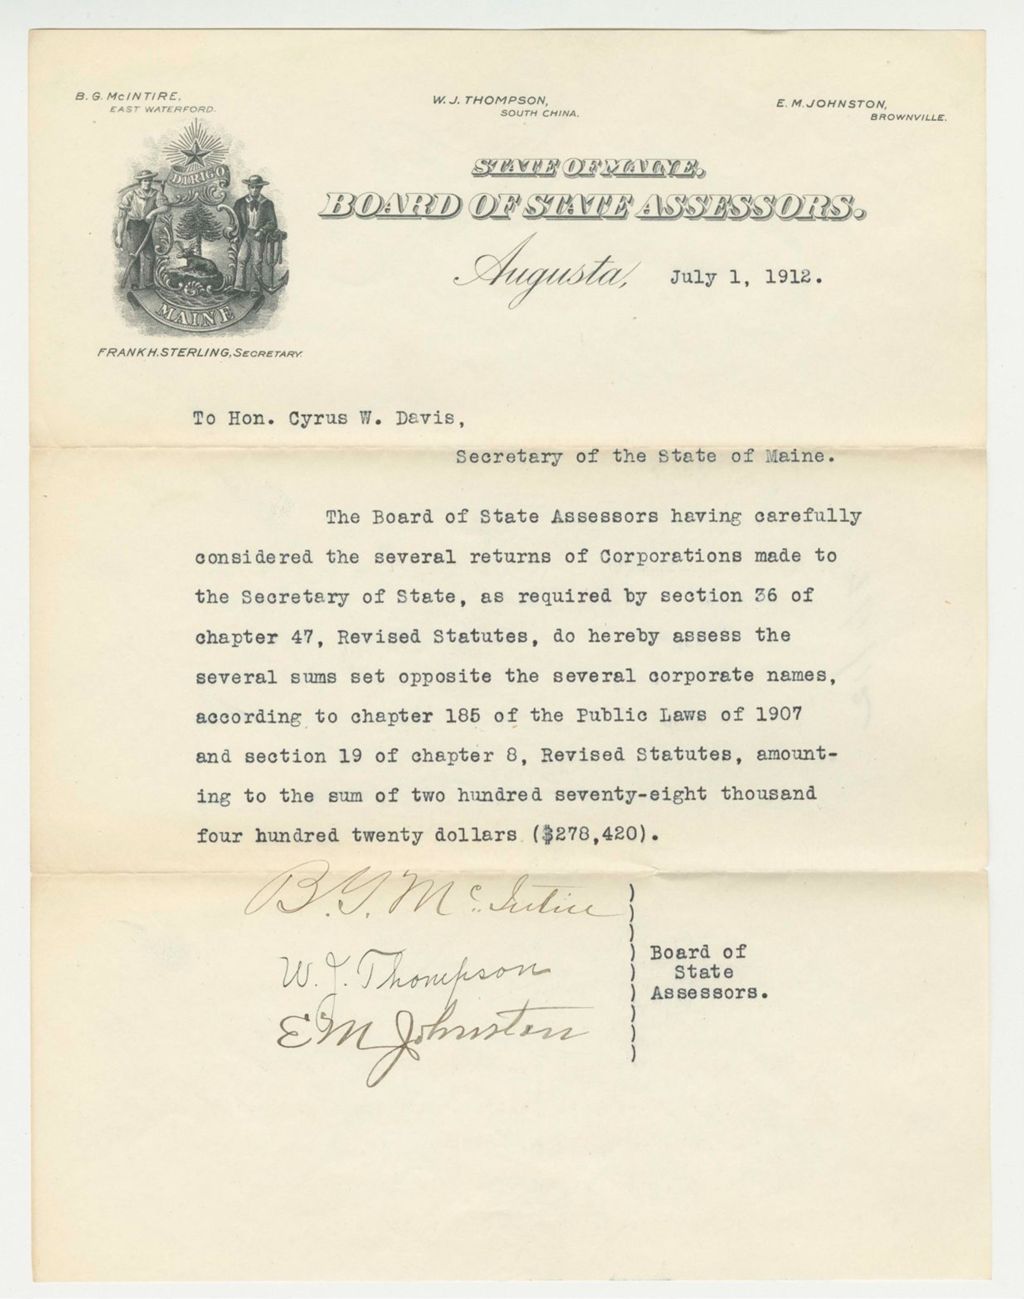 B. G. McINTIRE,
EAST WATERFORD.
W. J. THOMPSON,
SOUTH CHINA.
E. M. JOHNSTON,
BROWNVILLE.
DIRIGO
MAINE
FRANK H. STERLING, SECRETARY.
STATE OF MAINE,
BOARD OF STATE ASSESSORS.
Augusta, July 1, 1912.
To Hon. Cyrus W. Davis,
Secretary of the State of Maine.
The Board of State Assessors having carefully
considered the several returns of Corporations made to
the Secretary of State, as required by section 36 of
chapter 47, Revised Statutes, do hereby assess the
several sums set opposite the several corporate names,
according to chapter 185 of the Public Laws of 1907
and section 19 of chapter 8, Revised Statutes, amount-
ing to the sum of two hundred seventy-eight thousand
four hundred twenty dollars ($278,420).
B. G. McIntire )
)
)
W. J. Thompson ) Board of
) State
) Assessors.
E M Johnston )
)
)